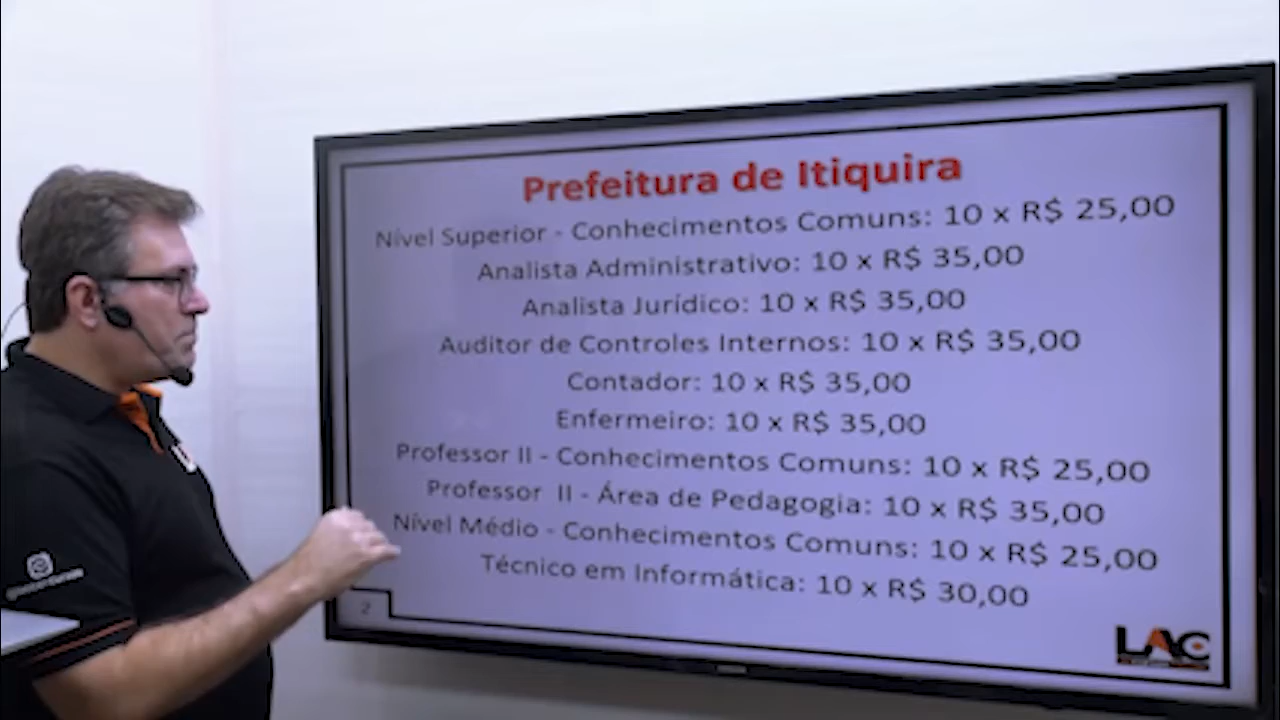 Prefeitura de Itiquira
Nível Superior - Conhecimentos Comuns: 10 x R$ 25,00
Analista Administrativo: 10 x R$ 35,00
Analista Jurídico: 10 x R$ 35,00
Auditor de Controles Internos: 10 x R$ 35,00
Contador: 10 x R$ 35,00
Enfermeiro: 10 x R$ 35,00
Professor II - Conhecimentos Comuns: 10 x R$ 25,00
Professor II - Área de Pedagogia: 10 x R$ 35,00
Nível Médio - Conhecimentos Comuns: 10 x R$ 25,00
Técnico em Informática: 10 x R$ 30,00
2
LAC